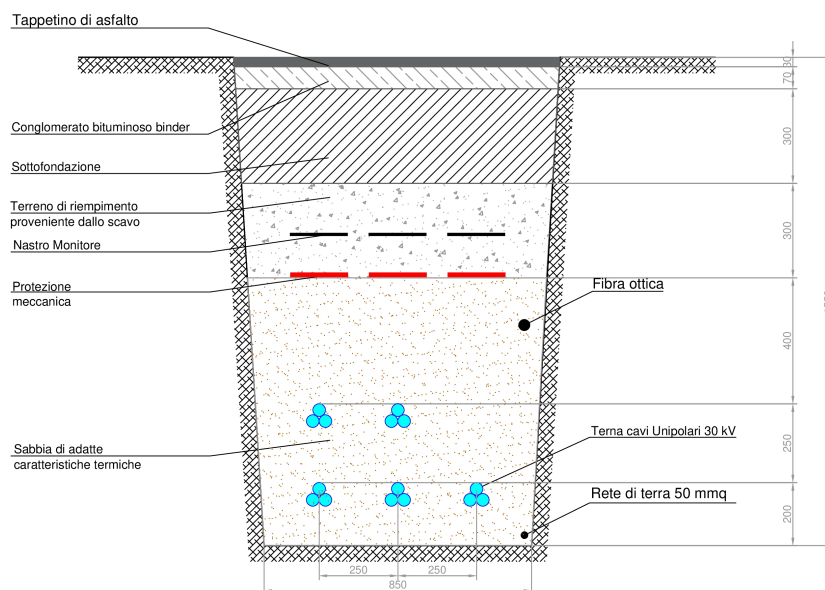 Tappetino di asfalto
30
70
Conglomerato bituminoso binder
300
Sottofondazione
Terreno di riempimento
proveniente dallo scavo
300
Nastro Monitore
Protezione
meccanica
Fibra ottica
400
Terna cavi Unipolari 30 kV
Sabbia di adatte
caratteristiche termiche
250
Rete di terra 50 mmq
200
250
250
850